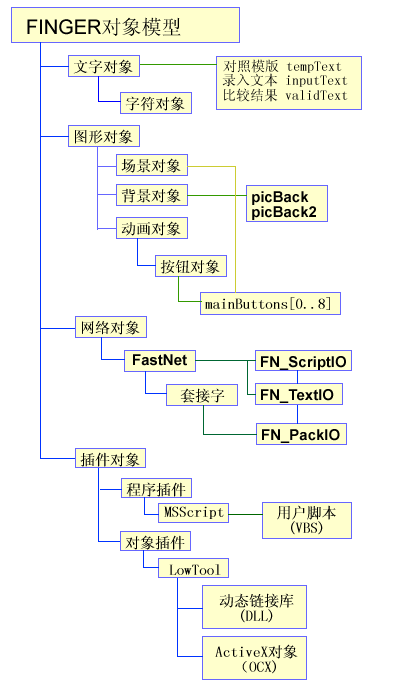 FINGER对象模型
文字对象
对照模版 tempText
录入文本 inputText
比较结果 validText
字符对象
图形对象
场景对象
背景对象
picBack
picBack2
动画对象
按钮对象
mainButtons[0..8]
网络对象
FastNet
FN_ScriptIO
套接字
FN_TextIO
FN_PackIO
插件对象
程序插件
MSScript
用户脚本
(VBS)
对象插件
LowTool
动态链接库
(DLL)
ActiveX对象
（OCX)